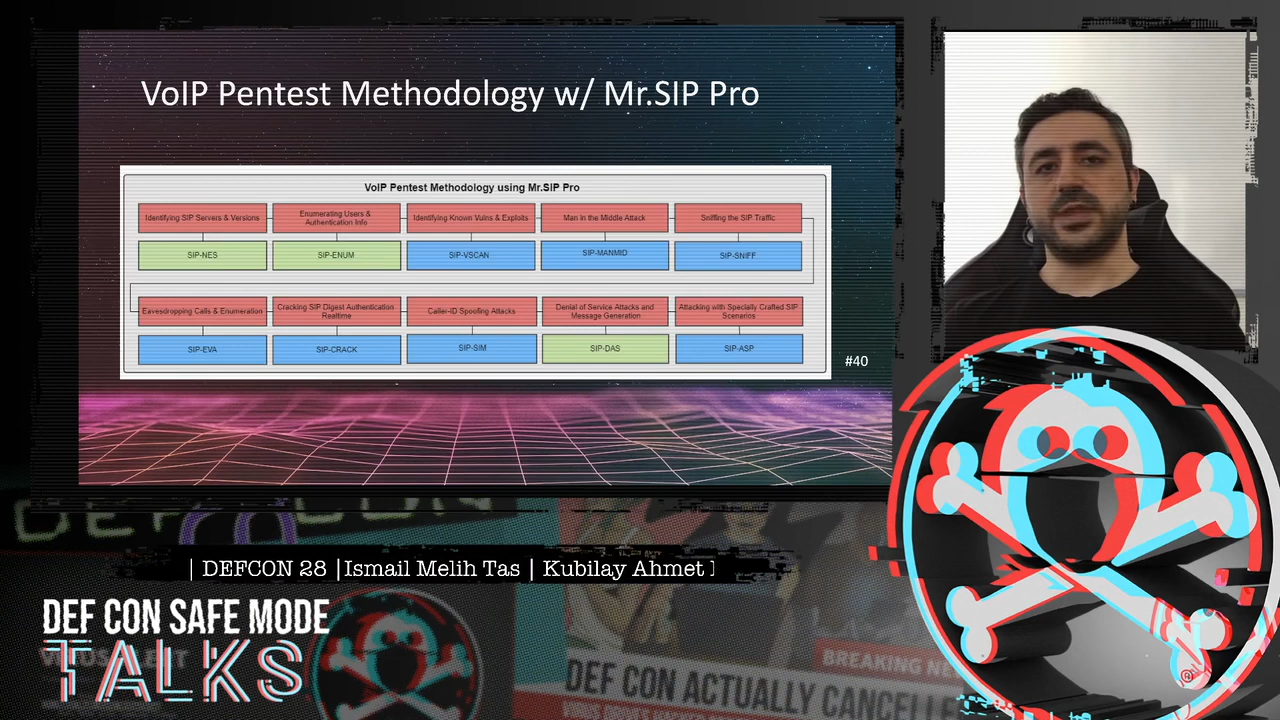 VoIP Pentest Methodology w/ Mr.SIP Pro
VoIP Pentest Methodology using Mr.SIP Pro
Identifying SIP Servers & Versions
Enumerating Users &
Authentication Info
Identifying Known Vulns & Exploits
Man in the Middle Attack
Sniffing the SIP Traffic
SIP-NES
SIP-ENUM
SIP-VSCAN
SIP-MANMID
SIP-SNIFF
Eavesdropping Calls & Enumeration
Cracking SIP Digest Authentication
Realtime
Caller-ID Spoofing Attacks
Denial of Service Attacks and
Message Generation
Attacking with Specially Crafted SIP
Scenarios
SIP-EVA
SIP-CRACK
SIP-SIM
SIP-DAS
SIP-ASP
#40
DEF CON
| DEFCON 28 |Ismail Melih Tas | Kubilay Ahmet
DEF CON SAFE MODE
TALKS
BREAKING NE
DEF CON ACTUALLY CANCELLE